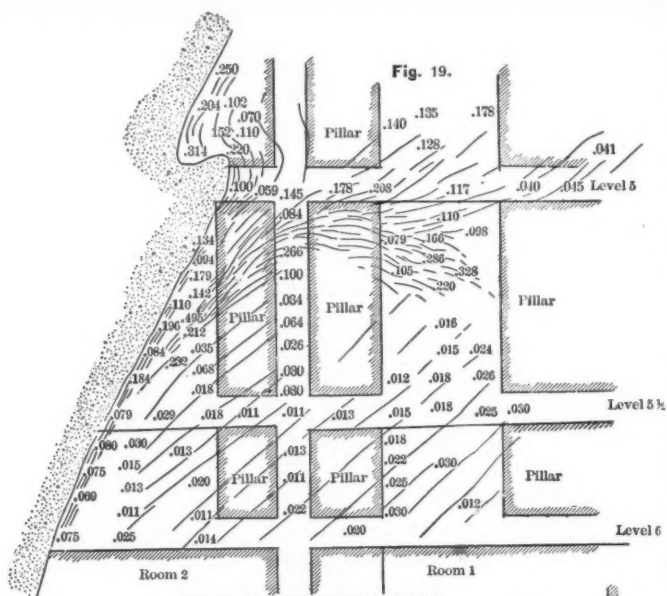 Fig. 19.
.250
.204 .102
.070
.152 .110
.314 .220
.140 .135 .178
.128
Pillar
.041
.100 .059 .145 .178 .208 .117 .040 .045 Level 5
.084 .110
.134 .079 .166 .098
.094 .266 .286
.179 .100 .105 .328
.142 .220
.110 .034
.495 Pillar Pillar Pillar
.196 .212 .064 .016
.084 .035 .026 .015 .024
.232 .068 .030 .026
.184 .018 .030 .012 .018
.079 .029 .018 .011 .011 .013 .015 .018 .025 .030 Level 5 ½
.080 .030 .013 .013 .018
.075 .015 .022 .030
.013 .020 Pillar .011 Pillar .025 Pillar
.069 .012
.011 .011 .022 .030
.075 .025 .014 .020 Level 6
Room 2 Room 1